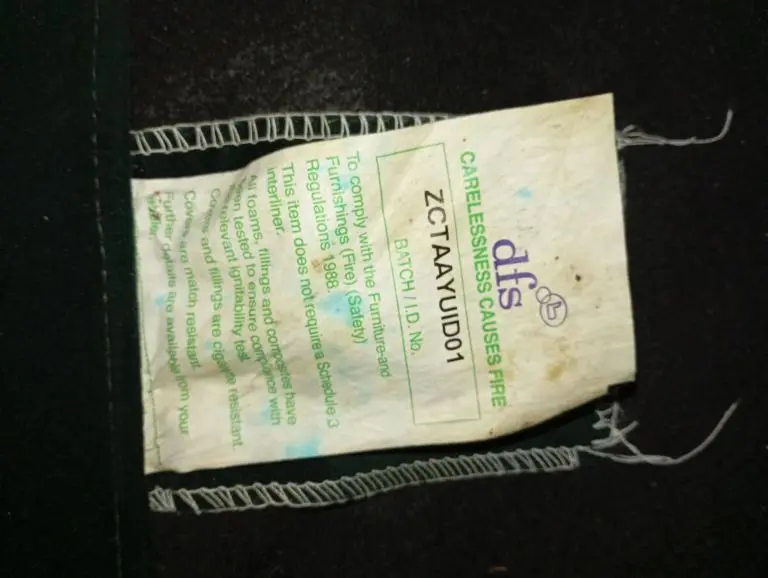 dfs
CARELESSNESS CAUSES FIRE
ZCTAAYUID01
BATCH / I.D. No.
To comply with the Furniture and
Furnishings (Fire) (Safety)
Regulations 1988.
This item does not require a Schedule 3
interliner.
All foams, fillings and composites have
been tested to ensure compliance with
relevant ignitability test.
Covers and fillings are cigarette resistant.
Covers are match resistant.
Further details are available from your